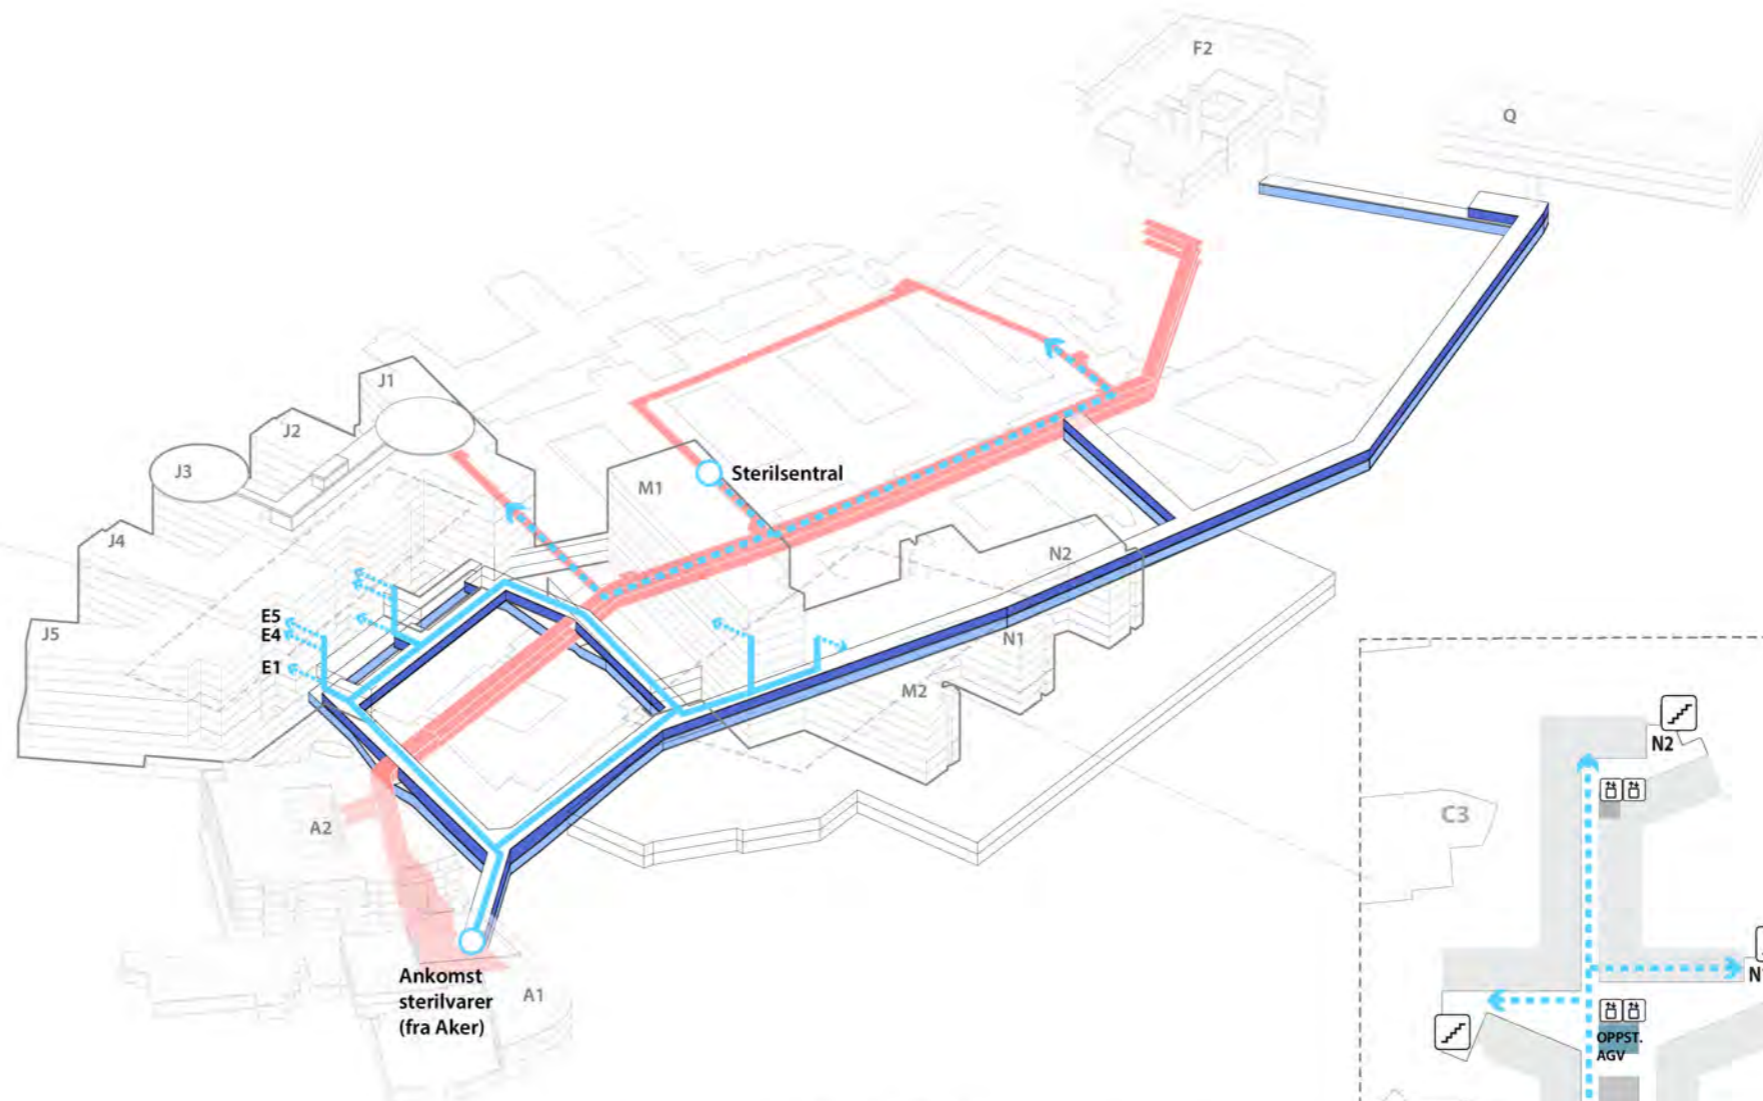 F2
Q
J1
J2
J3
Sterilsentral
M1
J4
N2
E5
E4
J5
N1
E1
M2
N2
C3
A2
Ankomst
sterilvarer
(fra Aker)
A1
OPPST.
AGV